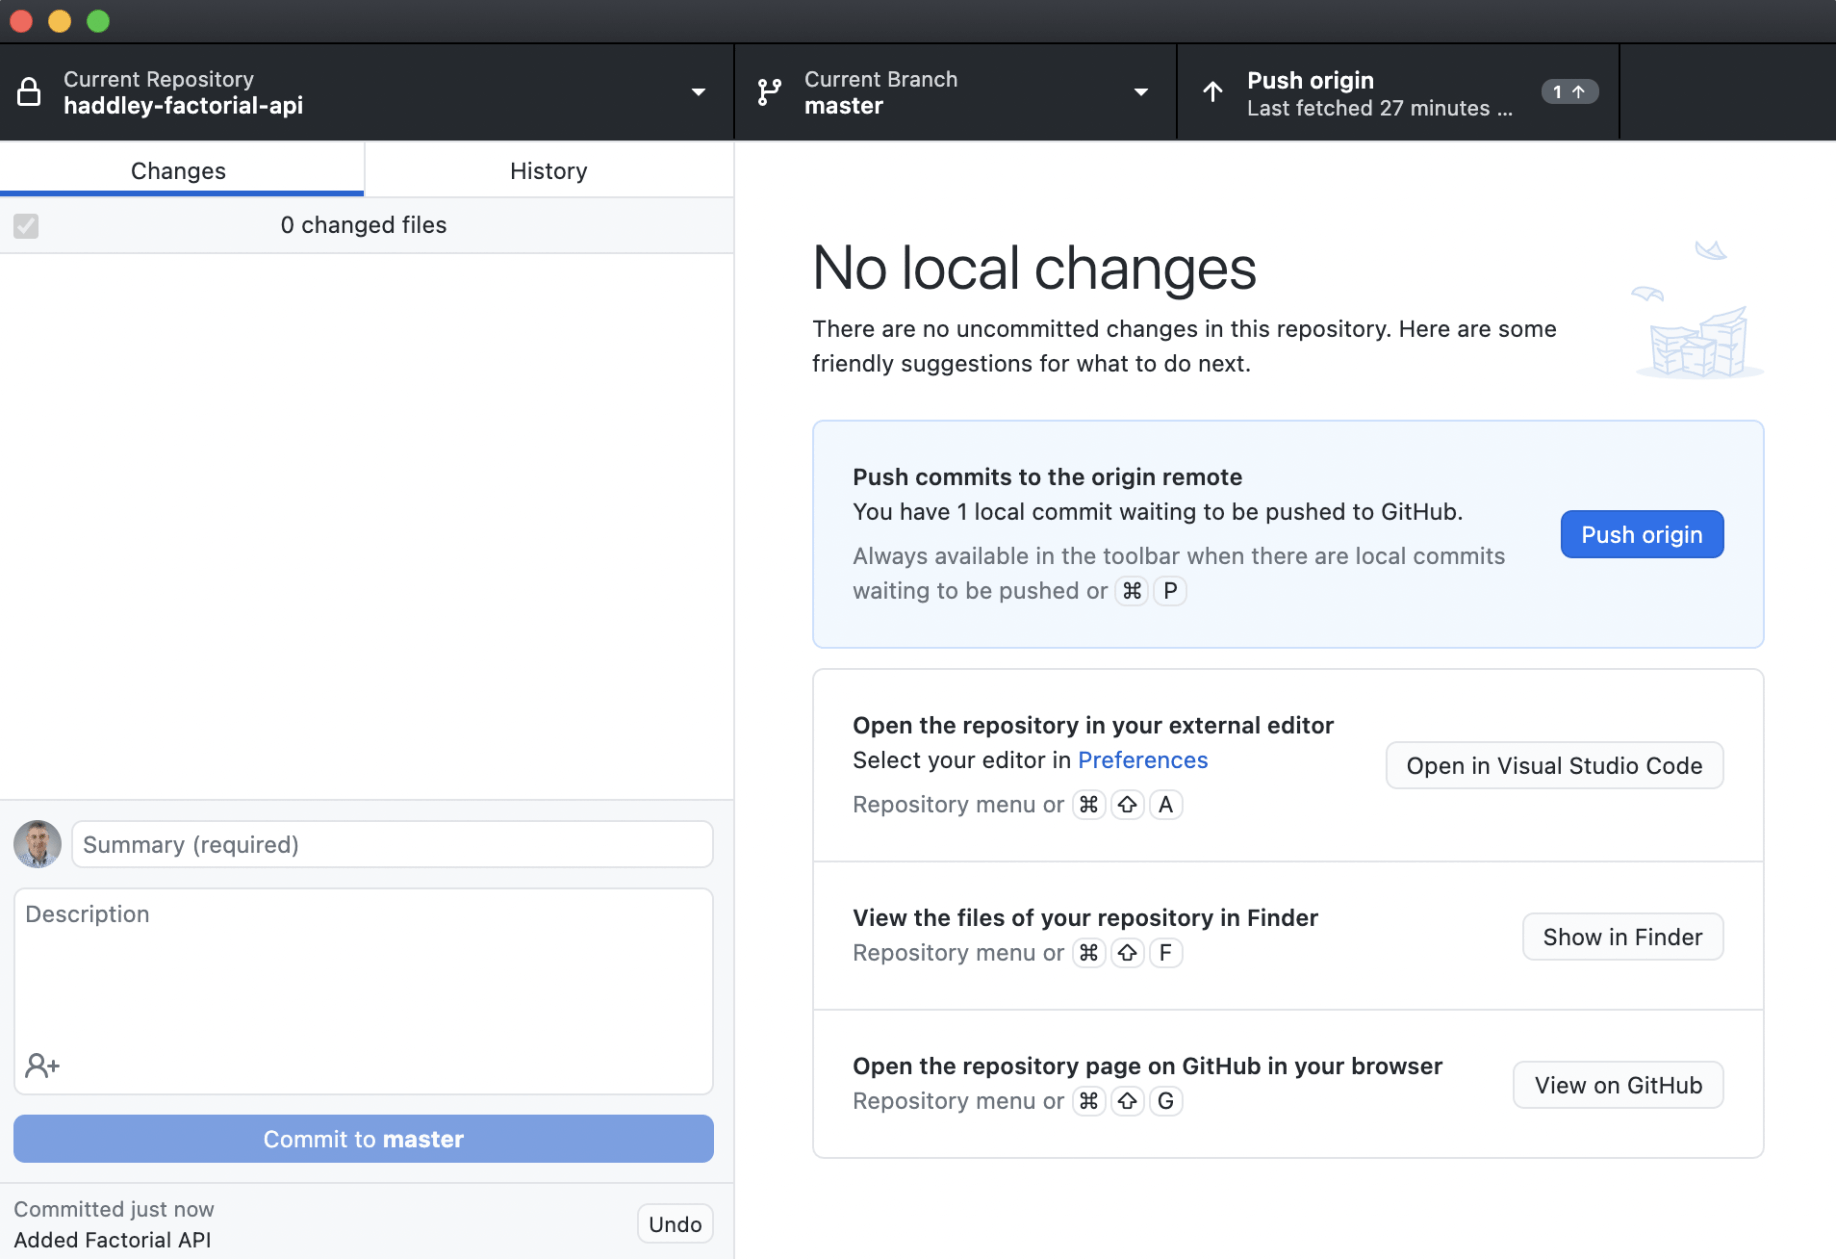 Current Repository
haddley-factorial-api
Current Branch
master
Push origin
Last fetched 27 minutes ...
1 ↑
Changes
History
0 changed files
No local changes
There are no uncommitted changes in this repository. Here are some
friendly suggestions for what to do next.
Push commits to the origin remote
You have 1 local commit waiting to be pushed to GitHub.
Always available in the toolbar when there are local commits
waiting to be pushed or ⌘ P
Push origin
Open the repository in your external editor
Select your editor in Preferences
Repository menu or ⌘ ⇧ A
Open in Visual Studio Code
View the files of your repository in Finder
Repository menu or ⌘ ⇧ F
Show in Finder
Open the repository page on GitHub in your browser
Repository menu or ⌘ ⇧ G
View on GitHub
Summary (required)
Description
Commit to master
Committed just now
Added Factorial API
Undo